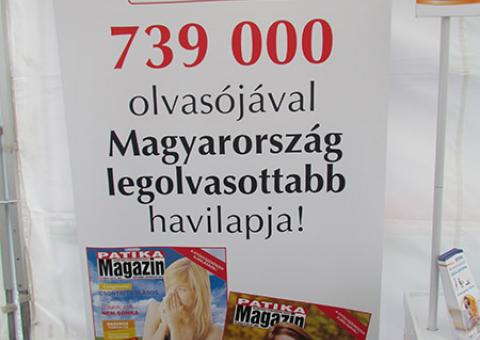 739 000
olvasójával
Magyarország
legolvasottabb
havilapja!
PATIKA
Magazin
PATIKA
Magazin